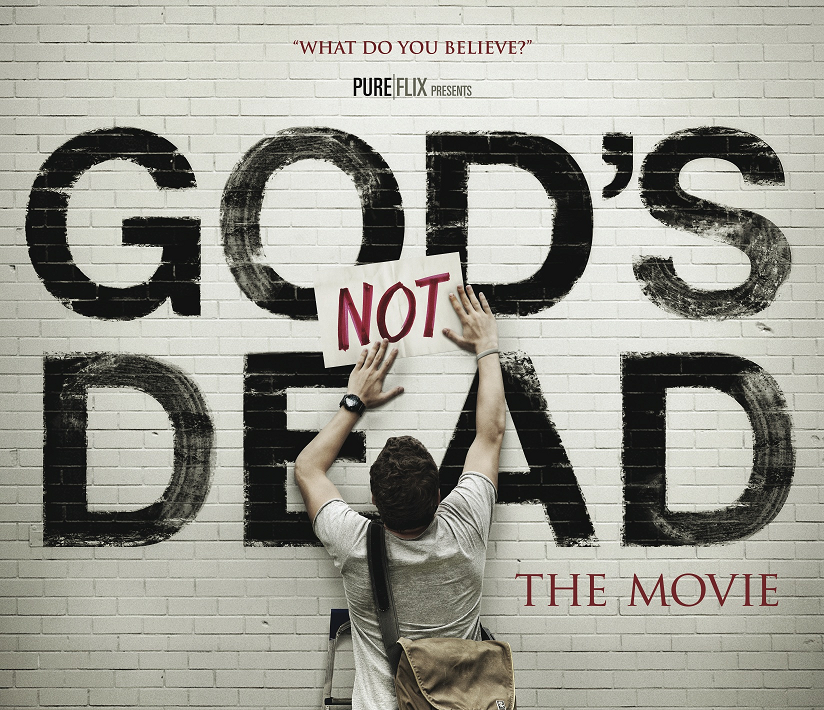 “WHAT DO YOU BELIEVE?”
PURE|FLIX PRESENTS
GOD’S
NOT
DEAD
THE MOVIE